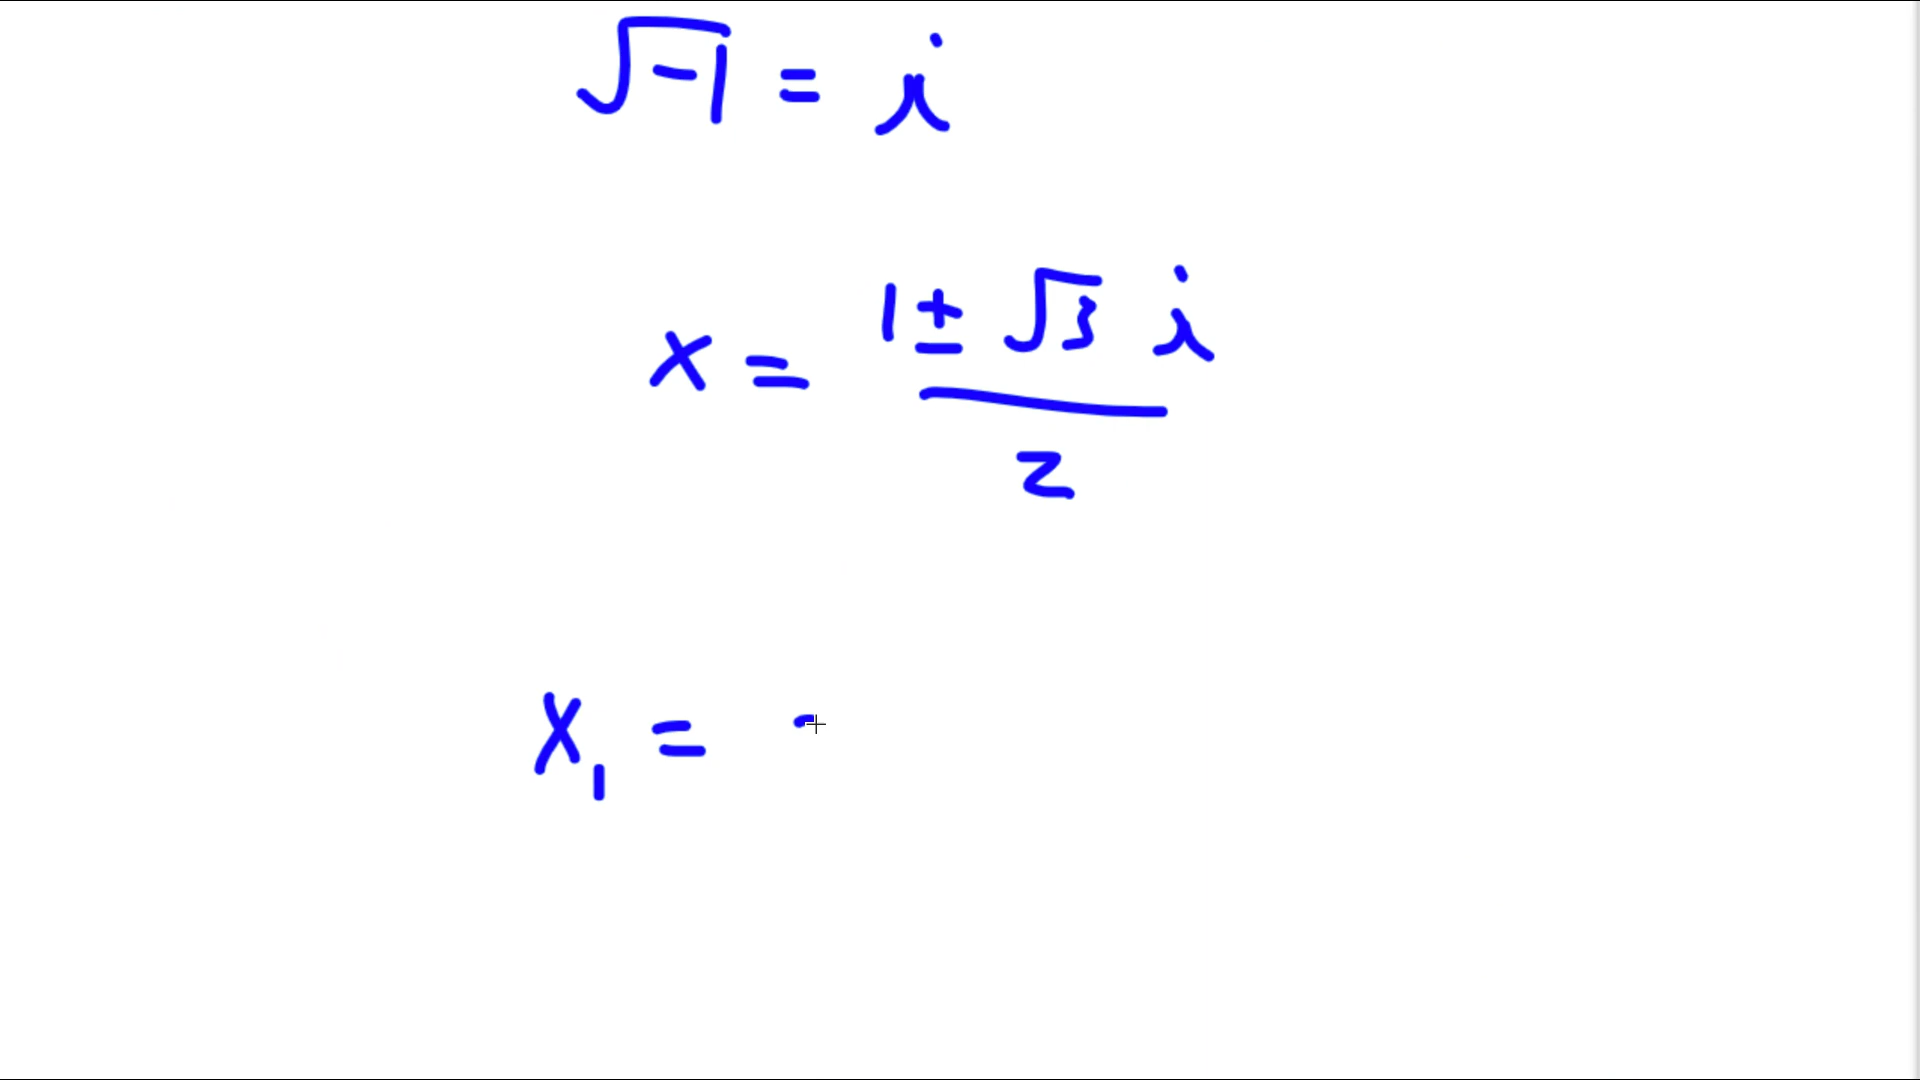 √-1 = i
x = (1 ± √3 i) / 2
X₁ =